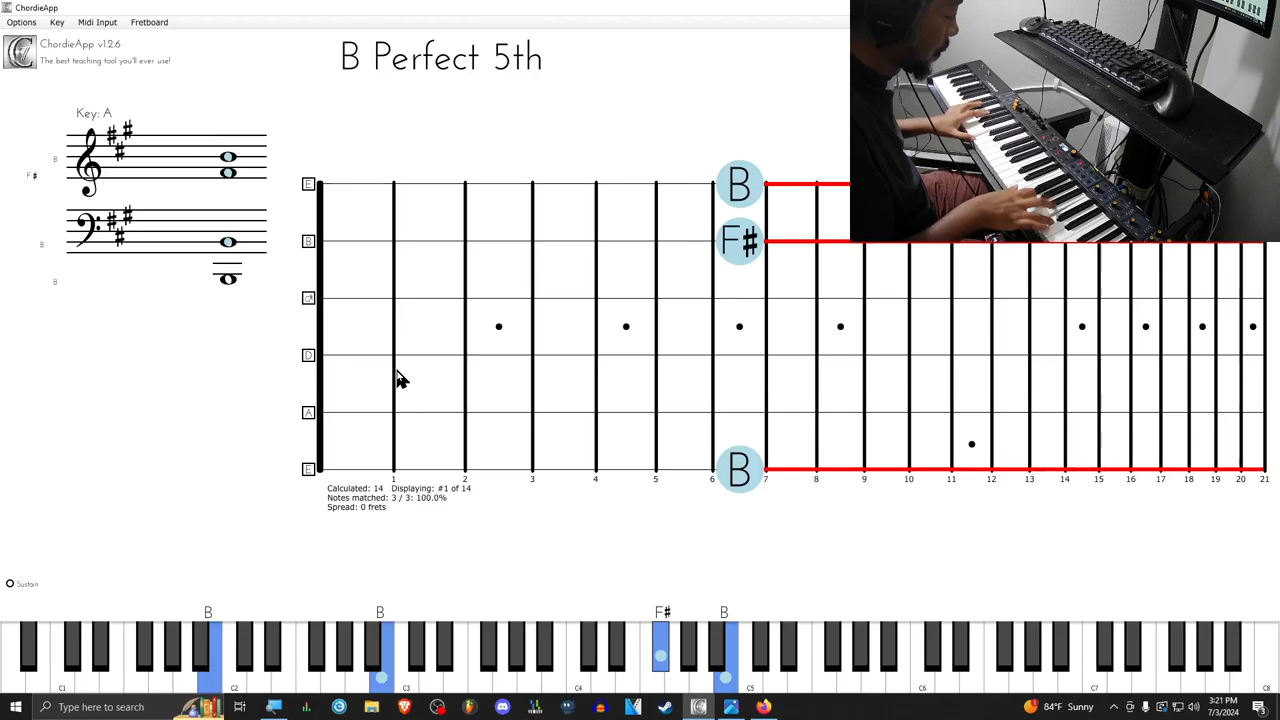 ChordieApp
Options Key Midi Input Fretboard
ChordieApp v1.2.6
The best teaching tool you'll ever use!
B Perfect 5th
Key: A
B
F#
B
B
E
B
G#
D
A
E
B
F#
B
1 2 3 4 5 6 7 8 9 10 11 12 13 14 15 16 17 18 19 20 21
Calculated: 14 Displaying: #1 of 14
Notes matched: 3 / 3: 100.0%
Spread: 0 frets
Sustain
B B F# B
C1 C2 C3 C4 C5 C6 C7 C8
Type here to search
84°F Sunny
3:21 PM
7/3/2024